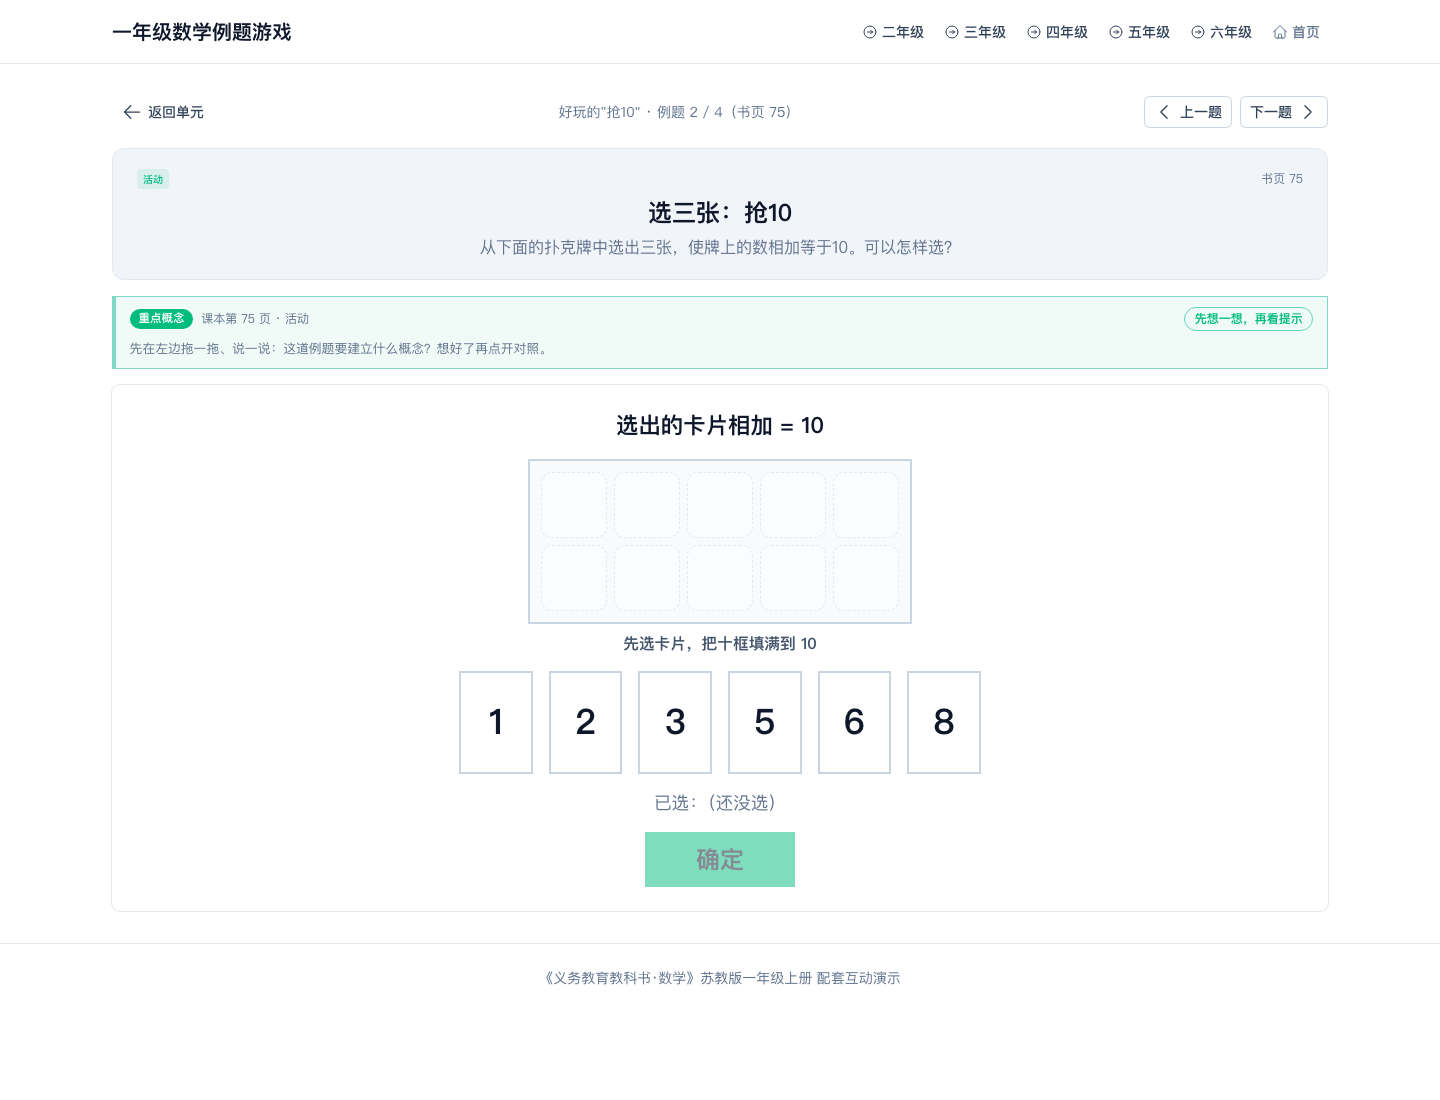 一年级数学例题游戏
二年级 三年级 四年级 五年级 六年级 首页
返回单元
好玩的"抢10" · 例题 2 / 4（书页 75）
上一题 下一题
活动
书页 75
选三张：抢10
从下面的扑克牌中选出三张，使牌上的数相加等于10。可以怎样选？
重点概念 课本第 75 页 · 活动
先想一想，再看提示
先在左边拖一拖、说一说：这道例题要建立什么概念？想好了再点开对照。
选出的卡片相加 = 10
先选卡片，把十框填满到 10
1 2 3 5 6 8
已选：（还没选）
确定
《义务教育教科书·数学》苏教版一年级上册 配套互动演示